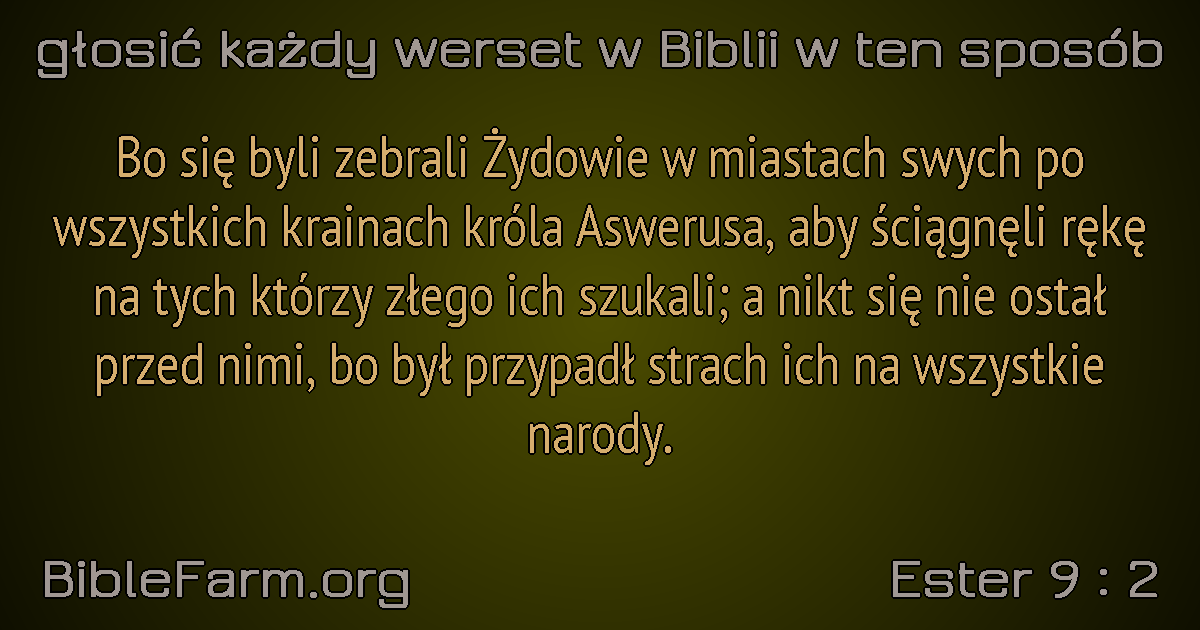 głosić każdy werset w Biblii w ten sposób
Bo się byli zebrali Żydowie w miastach swych po
wszystkich krainach króla Aswerusa, aby ściągnęli rękę
na tych którzy złego ich szukali; a nikt się nie ostał
przed nimi, bo był przypadł strach ich na wszystkie
narody.
BibleFarm.org
Ester 9 : 2